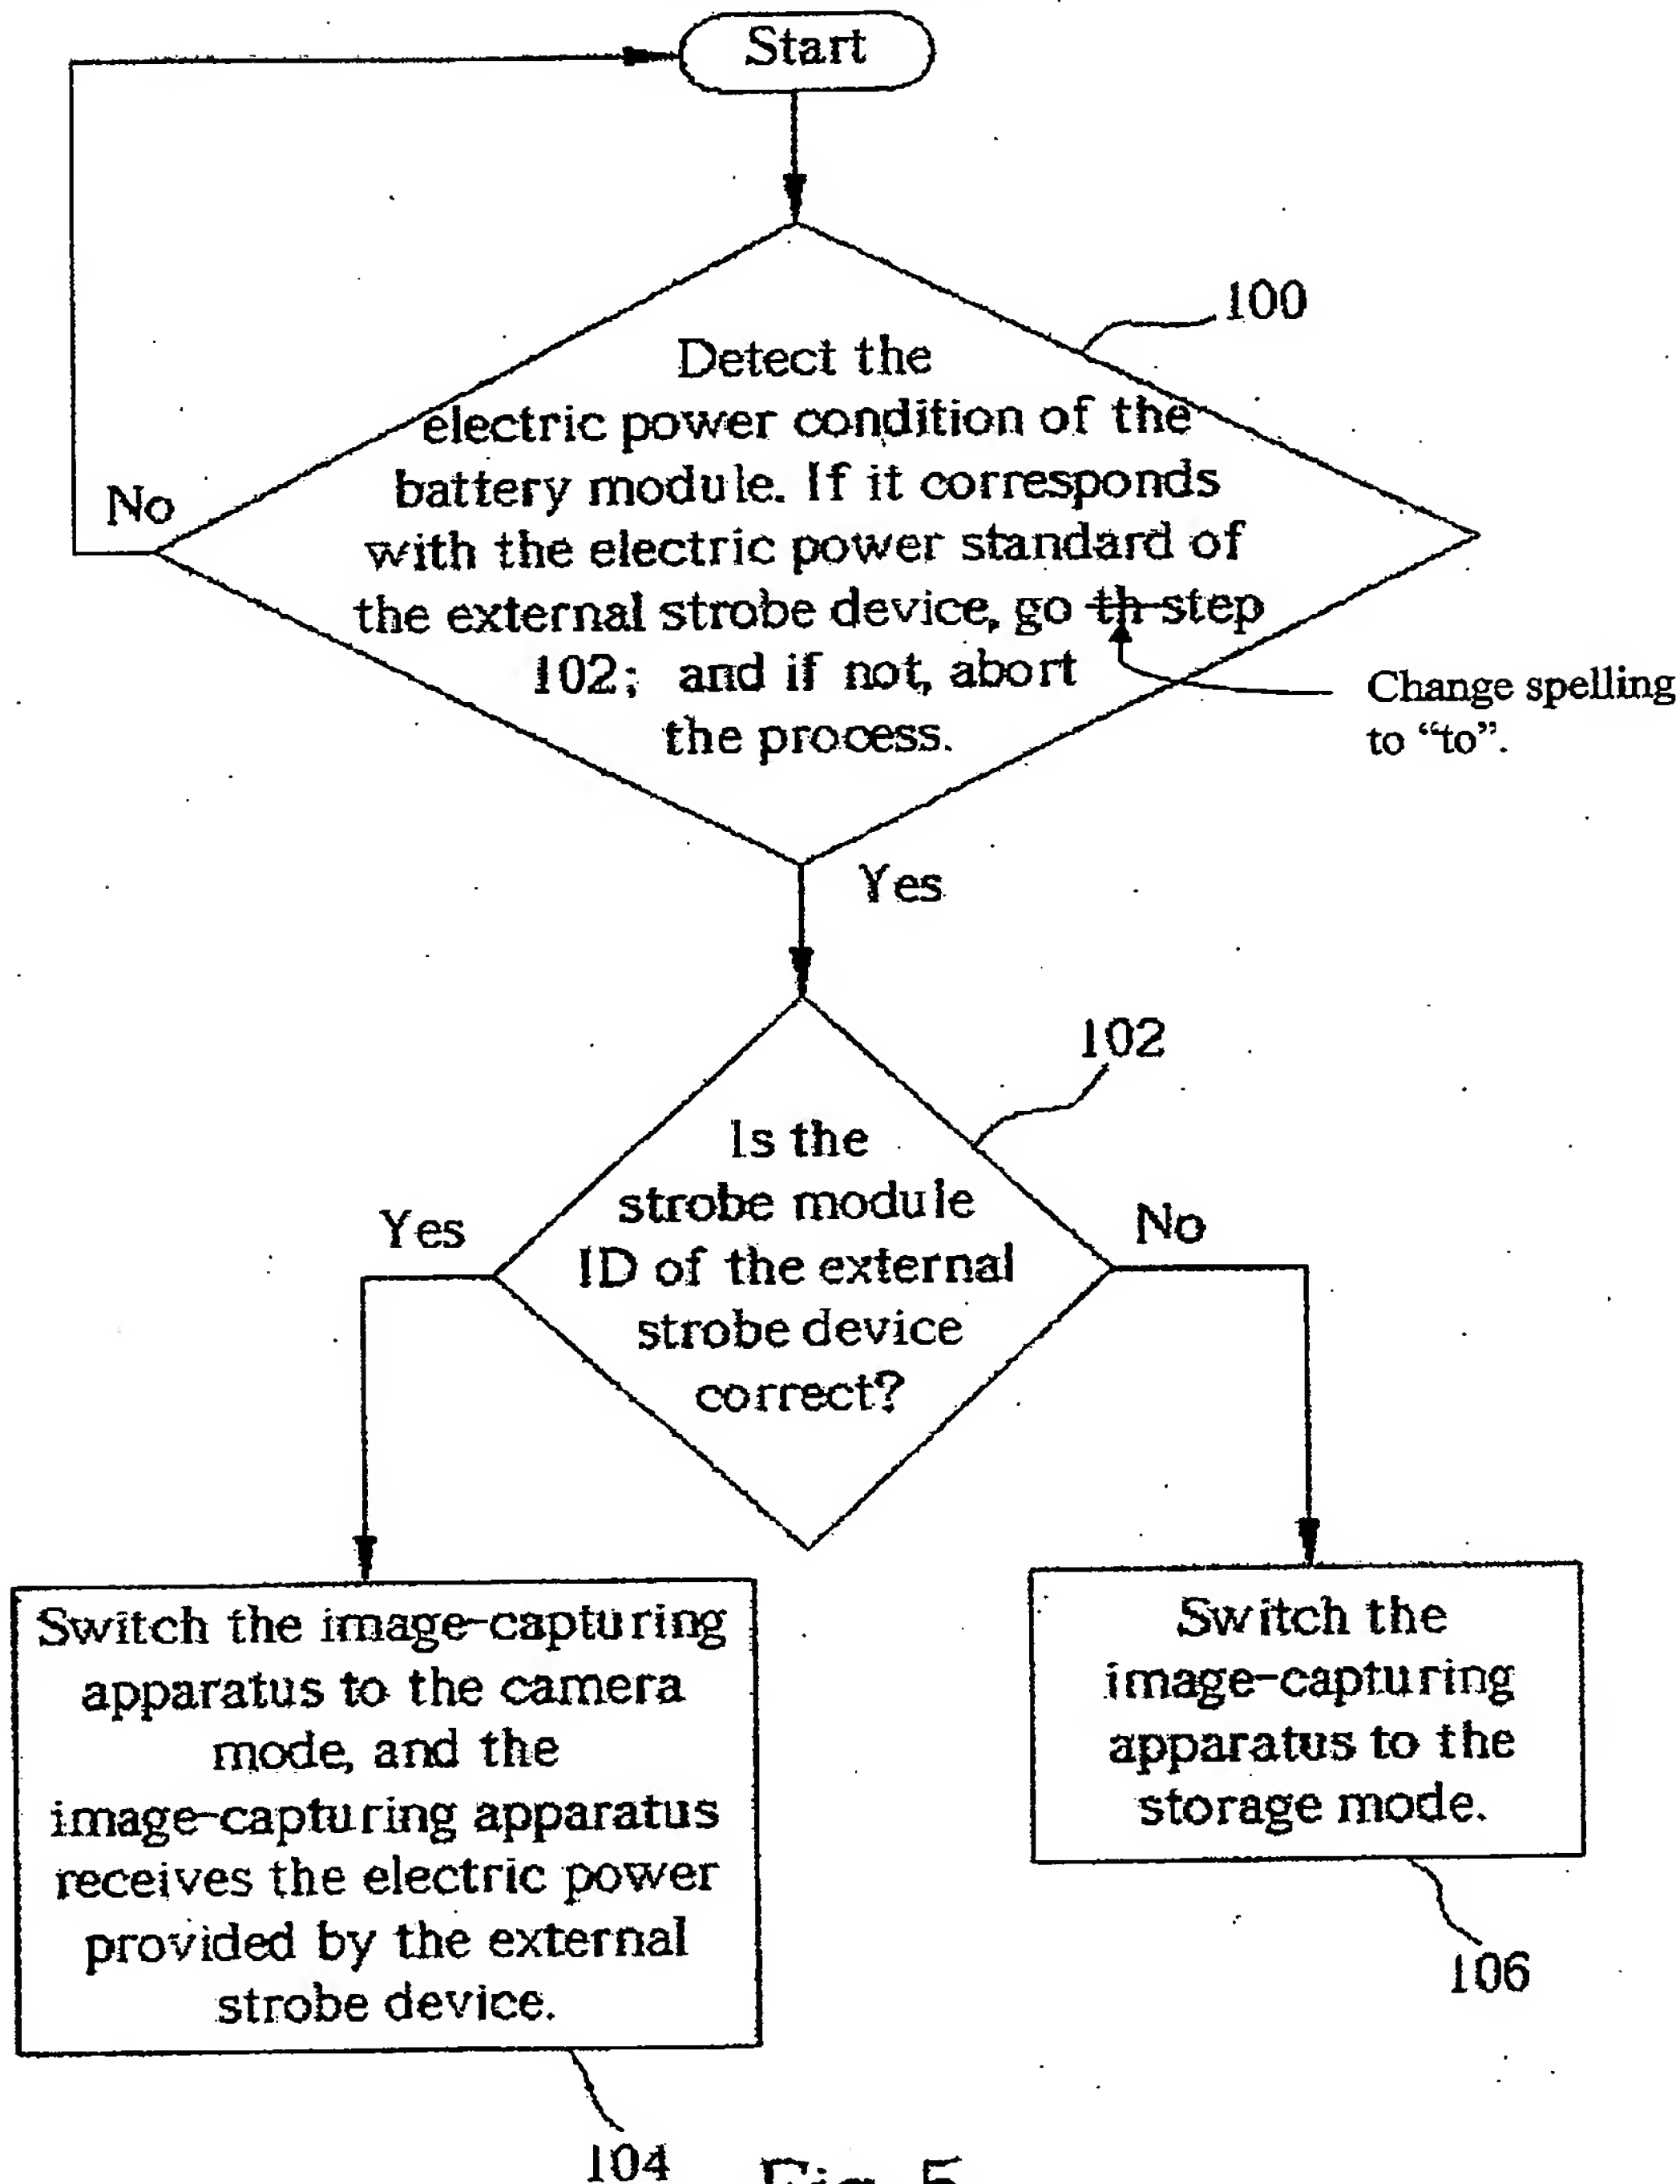 Start
100
Detect the
electric power condition of the
battery module. If it corresponds
with the electric power standard of
the external strobe device, go th step
102; and if not, abort
the process.
No
Change spelling
to “to”.
Yes
102
Is the
strobe module
ID of the external
strobe device
correct?
Yes
No
Switch the image-capturing
apparatus to the camera
mode, and the
image-capturing apparatus
receives the electric power
provided by the external
strobe device.
Switch the
image-capturing
apparatus to the
storage mode.
106
104
Fig. 5